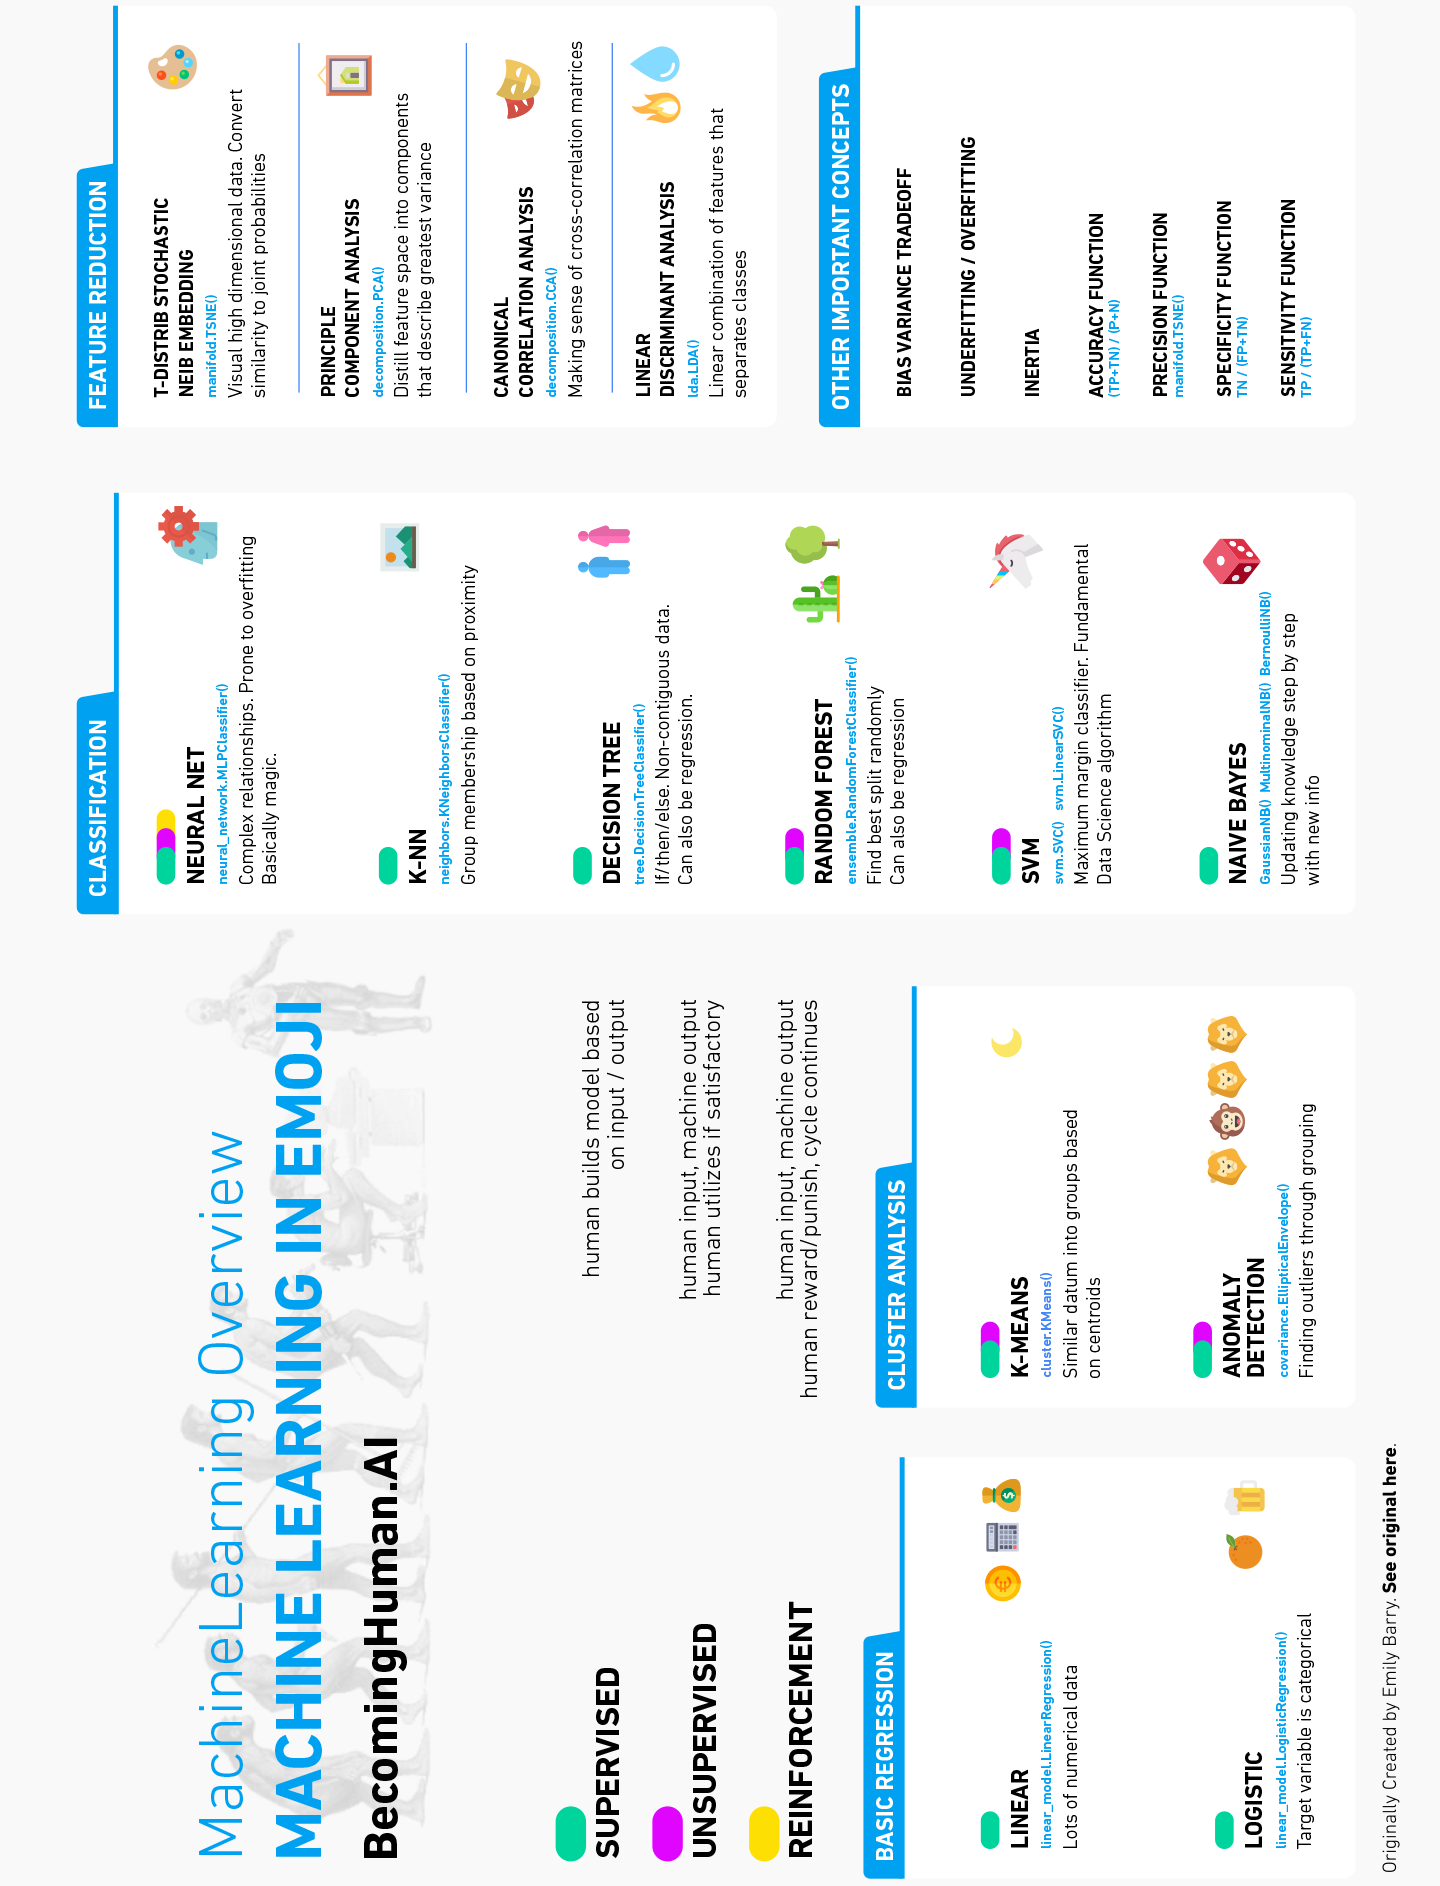 MachineLearning Overview
MACHINE LEARNING IN EMOJI
BecomingHuman.AI
SUPERVISED
human builds model based
on input / output
UNSUPERVISED
human input, machine output
human utilizes if satisfactory
REINFORCEMENT
human input, machine output
human reward/punish, cycle continues
BASIC REGRESSION
LINEAR
linear_model.LinearRegression()
Lots of numerical data
LOGISTIC
linear_model.LogisticRegression()
Target variable is categorical
CLUSTER ANALYSIS
K-MEANS
cluster.KMeans()
Similar datum into groups based
on centroids
ANOMALY
DETECTION
covariance.EllipticalEnvelope()
Finding outliers through grouping
CLASSIFICATION
NEURAL NET
neural_network.MLPClassifier()
Complex relationships. Prone to overfitting
Basically magic.
K-NN
neighbors.KNeighborsClassifier()
Group membership based on proximity
DECISION TREE
tree.DecisionTreeClassifier()
If/then/else. Non-contiguous data.
Can also be regression.
RANDOM FOREST
ensemble.RandomForestClassifier()
Find best split randomly
Can also be regression
SVM
svm.SVC() svm.LinearSVC()
Maximum margin classifier. Fundamental
Data Science algorithm
NAIVE BAYES
GaussianNB() MultinominalNB() BernoulliNB()
Updating knowledge step by step
with new info
FEATURE REDUCTION
T-DISTRIB STOCHASTIC
NEIB EMBEDDING
manifold.TSNE()
Visual high dimensional data. Convert
similarity to joint probabilities
PRINCIPLE
COMPONENT ANALYSIS
decomposition.PCA()
Distill feature space into components
that describe greatest variance
CANONICAL
CORRELATION ANALYSIS
decomposition.CCA()
Making sense of cross-correlation matrices
LINEAR
DISCRIMINANT ANALYSIS
lda.LDA()
Linear combination of features that
separates classes
OTHER IMPORTANT CONCEPTS
BIAS VARIANCE TRADEOFF
UNDERFITTING / OVERFITTING
INERTIA
ACCURACY FUNCTION
(TP+TN) / (P+N)
PRECISION FUNCTION
manifold.TSNE()
SPECIFICITY FUNCTION
TN / (FP+TN)
SENSITIVITY FUNCTION
TP / (TP+FN)
Originally Created by Emily Barry. See original here.